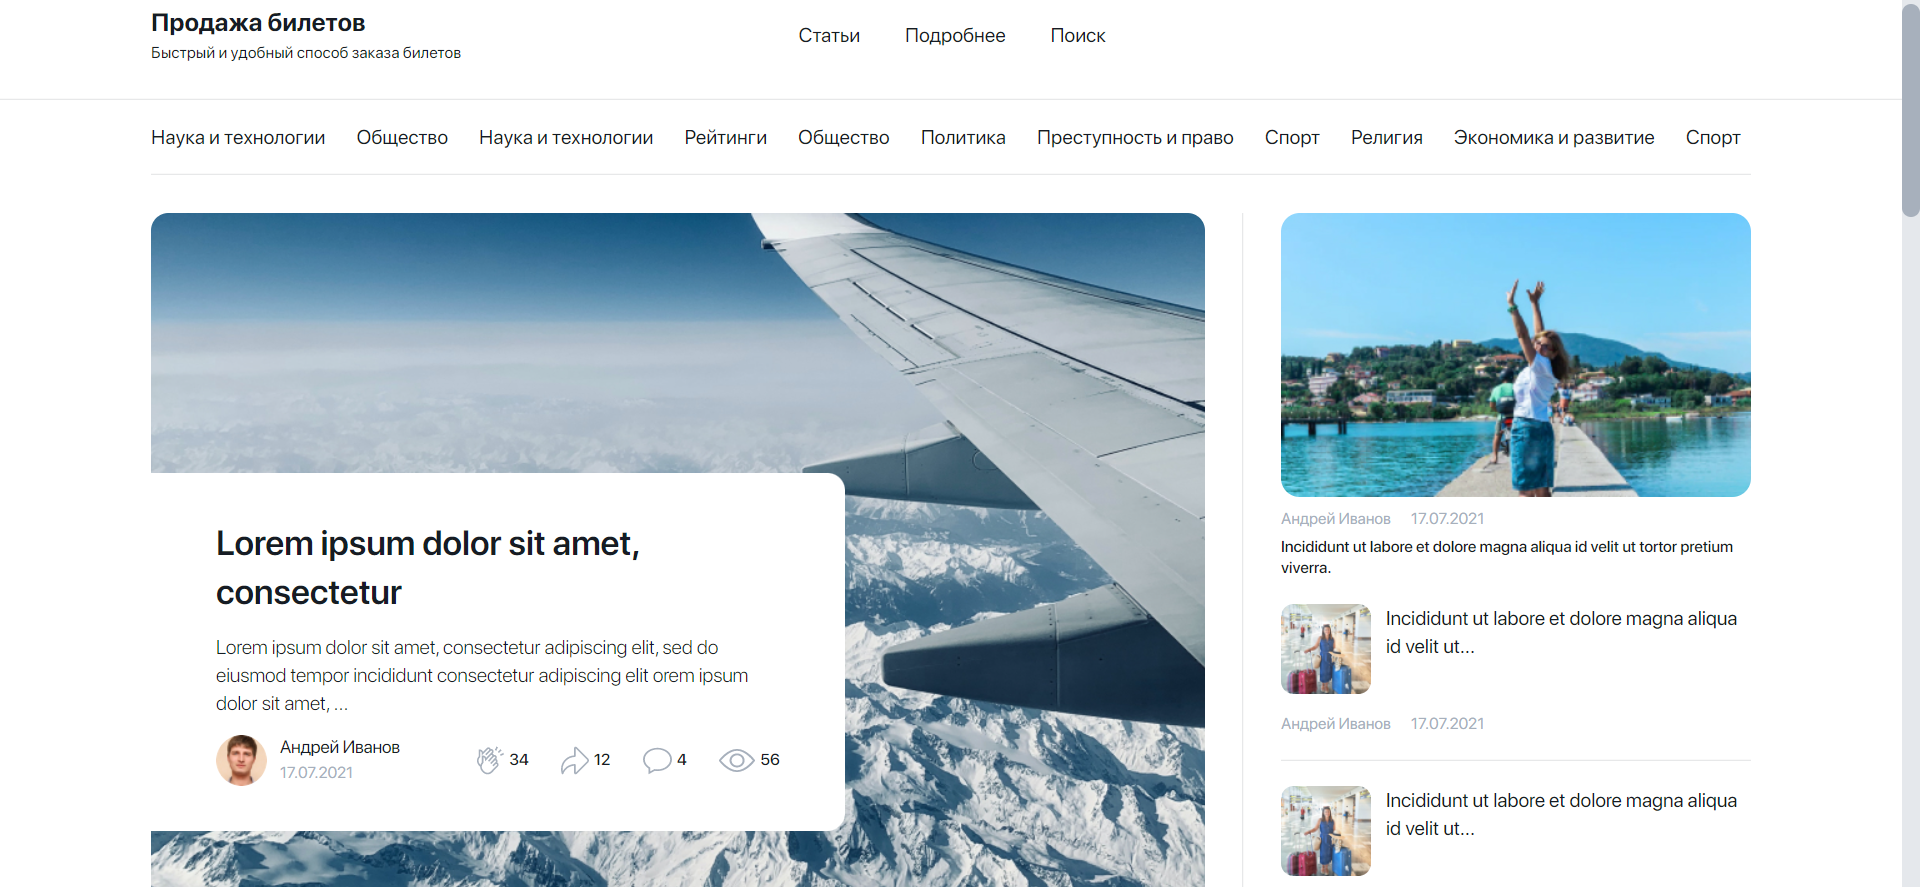 Продажа билетов
Быстрый и удобный способ заказа билетов
Статьи Подробнее Поиск
Наука и технологии Общество Наука и технологии Рейтинги Общество Политика Преступность и право Спорт Религия Экономика и развитие Спорт
Lorem ipsum dolor sit amet,
consectetur
Lorem ipsum dolor sit amet, consectetur adipiscing elit, sed do
eiusmod tempor incididunt consectetur adipiscing elit orem ipsum
dolor sit amet, ...
Андрей Иванов
17.07.2021
34 12 4 56
Андрей Иванов 17.07.2021
Incididunt ut labore et dolore magna aliqua id velit ut tortor pretium
viverra.
Incididunt ut labore et dolore magna aliqua
id velit ut...
Андрей Иванов 17.07.2021
Incididunt ut labore et dolore magna aliqua
id velit ut...